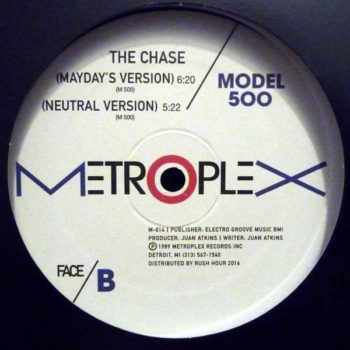 THE CHASE
(MAYDAY'S VERSION) 6:20
(M 500)
(NEUTRAL VERSION) 5:22
(M 500)
MODEL
500
METROPLEX
M-014 | PUBLISHER: ELECTRO GROOVE MUSIC BMI
PRODUCER: JUAN ATKINS | WRITER: JUAN ATKINS
℗ 1989 METROPLEX RECORDS INC
DETROIT, MI (313) 567-1540
DISTRIBUTED BY RUSH HOUR 2016
FACE/B